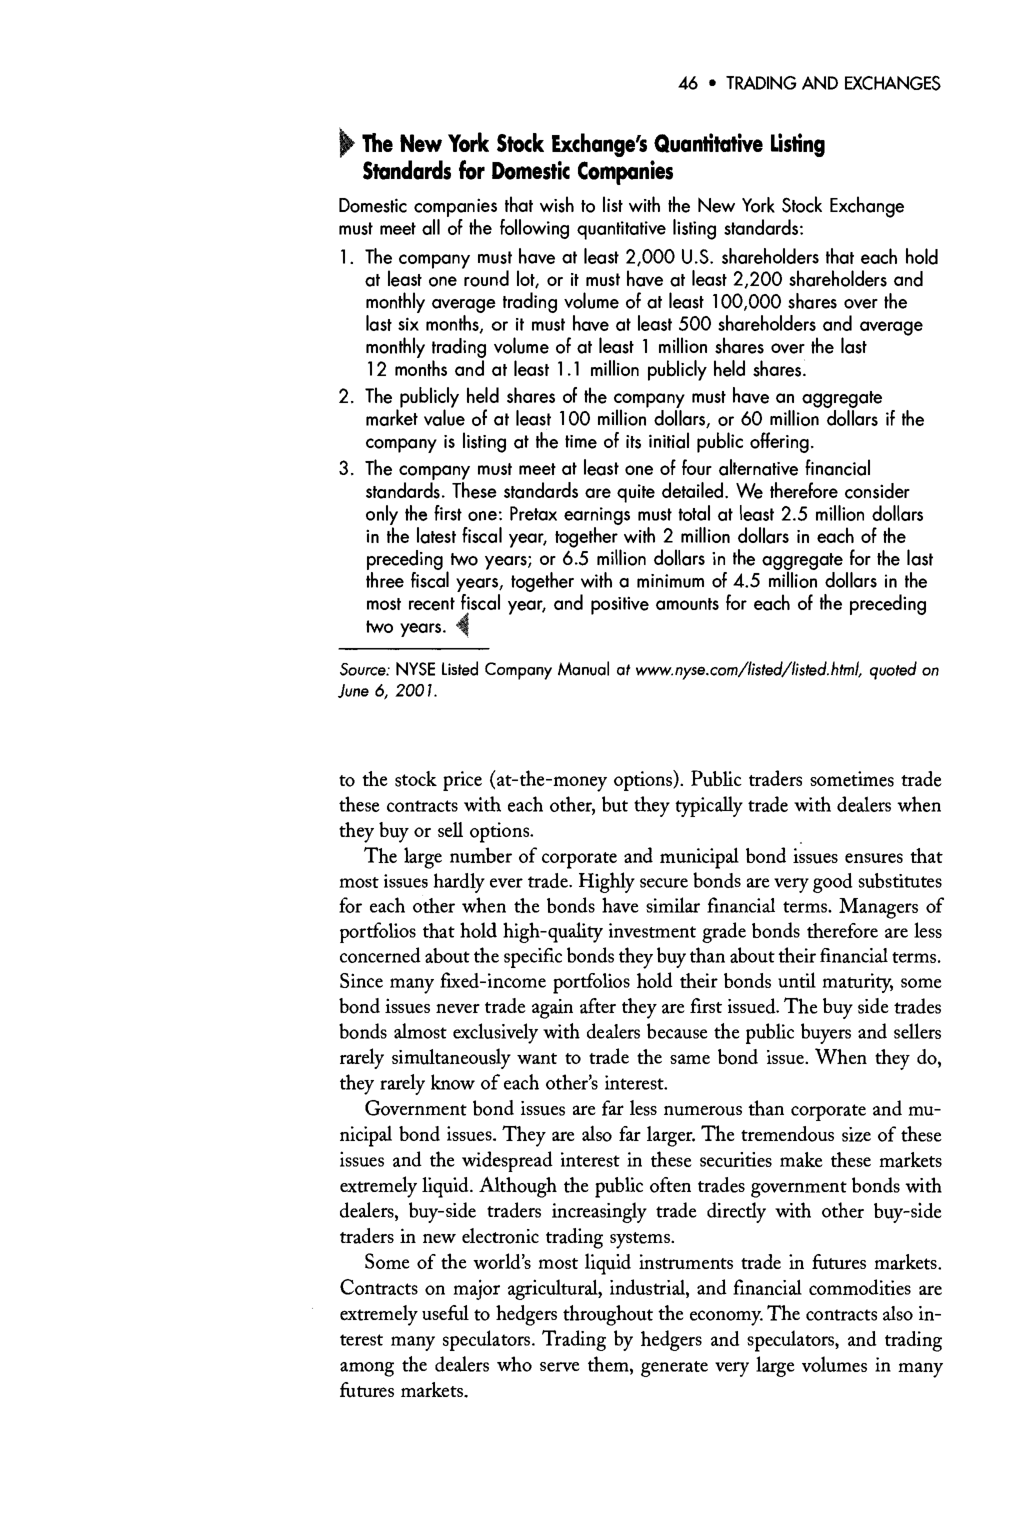 46 • TRADING AND EXCHANGES
The New York Stock Exchange's Quantitative Listing
Standards for Domestic Companies
Domestic companies that wish to list with the New York Stock Exchange
must meet all of the following quantitative listing standards:
1. The company must have at least 2,000 U.S. shareholders that each hold
at least one round lot, or it must have at least 2,200 shareholders and
monthly average trading volume of at least 100,000 shares over the
last six months, or it must have at least 500 shareholders and average
monthly trading volume of at least 1 million shares over the last
12 months and at least 1.1 million publicly held shares.
2. The publicly held shares of the company must have an aggregate
market value of at least 100 million dollars, or 60 million dollars if the
company is listing at the time of its initial public offering.
3. The company must meet at least one of four alternative financial
standards. These standards are quite detailed. We therefore consider
only the first one: Pretax earnings must total at least 2.5 million dollars
in the latest fiscal year, together with 2 million dollars in each of the
preceding two years; or 6.5 million dollars in the aggregate for the last
three fiscal years, together with a minimum of 4.5 million dollars in the
most recent fiscal year, and positive amounts for each of the preceding
two years.
Source: NYSE Listed Company Manual at www.nyse.com/listed/listed.html, quoted on
June 6, 2001.
to the stock price (at-the-money options). Public traders sometimes trade
these contracts with each other, but they typically trade with dealers when
they buy or sell options.
The large number of corporate and municipal bond issues ensures that
most issues hardly ever trade. Highly secure bonds are very good substitutes
for each other when the bonds have similar financial terms. Managers of
portfolios that hold high-quality investment grade bonds therefore are less
concerned about the specific bonds they buy than about their financial terms.
Since many fixed-income portfolios hold their bonds until maturity, some
bond issues never trade again after they are first issued. The buy side trades
bonds almost exclusively with dealers because the public buyers and sellers
rarely simultaneously want to trade the same bond issue. When they do,
they rarely know of each other's interest.
Government bond issues are far less numerous than corporate and mu-
nicipal bond issues. They are also far larger. The tremendous size of these
issues and the widespread interest in these securities make these markets
extremely liquid. Although the public often trades government bonds with
dealers, buy-side traders increasingly trade directly with other buy-side
traders in new electronic trading systems.
Some of the world's most liquid instruments trade in futures markets.
Contracts on major agricultural, industrial, and financial commodities are
extremely useful to hedgers throughout the economy. The contracts also in-
terest many speculators. Trading by hedgers and speculators, and trading
among the dealers who serve them, generate very large volumes in many
futures markets.